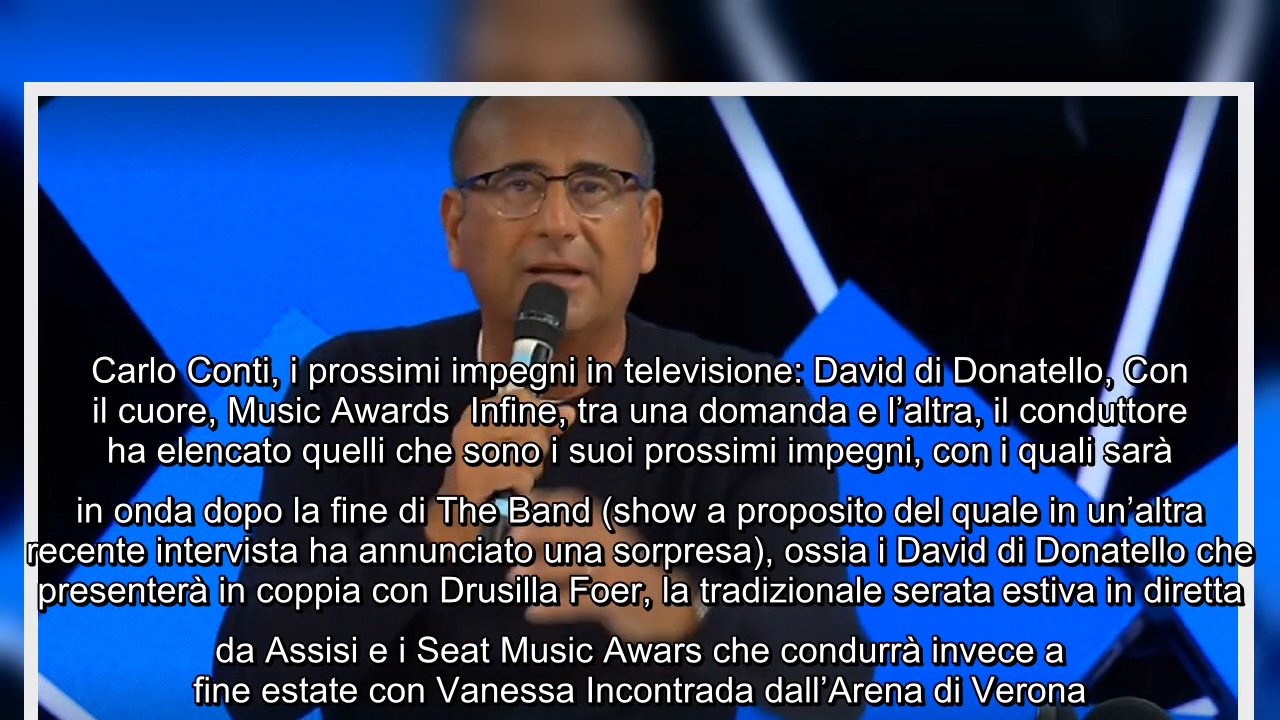 Carlo Conti, i prossimi impegni in televisione: David di Donatello, Con
il cuore, Music Awards  Infine, tra una domanda e l’altra, il conduttore
ha elencato quelli che sono i suoi prossimi impegni, con i quali sarà
in onda dopo la fine di The Band (show a proposito del quale in un’altra
recente intervista ha annunciato una sorpresa), ossia i David di Donatello che
presenterà in coppia con Drusilla Foer, la tradizionale serata estiva in diretta
da Assisi e i Seat Music Awars che condurrà invece a
fine estate con Vanessa Incontrada dall’Arena di Verona